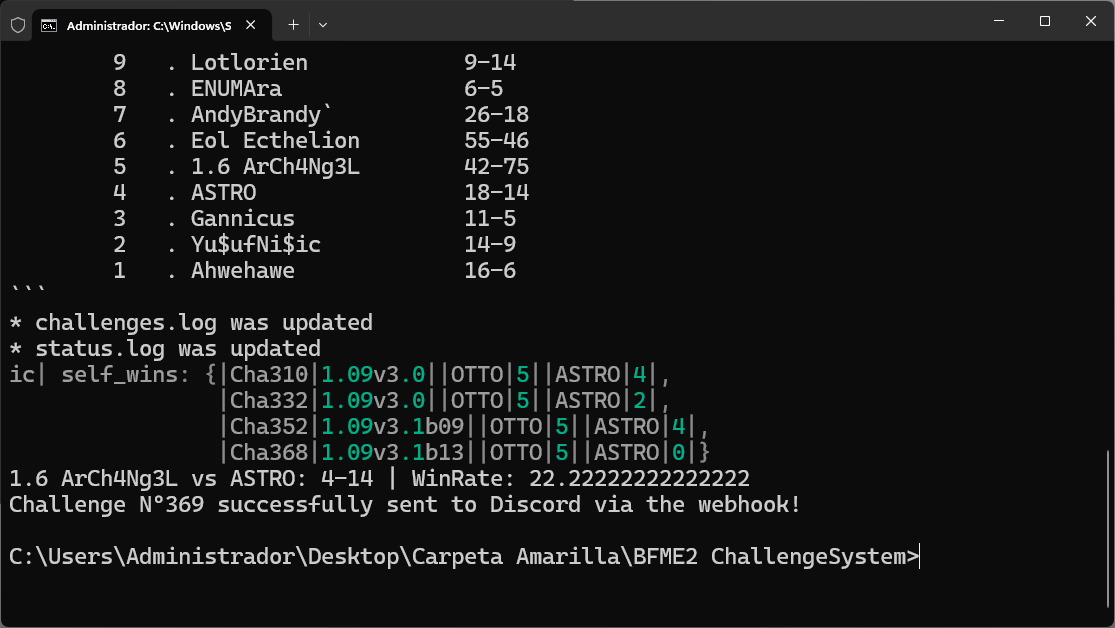 Administrador: C:\Windows\S
9 . Lotlorien 9-14
8 . ENUMAra 6-5
7 . AndyBrandy` 26-18
6 . Eol Ecthelion 55-46
5 . 1.6 ArCh4Ng3L 42-75
4 . ASTRO 18-14
3 . Gannicus 11-5
2 . Yu$ufNi$ic 14-9
1 . Ahwehawe 16-6
```
* challenges.log was updated
* status.log was updated
ic| self_wins: {|Cha310|1.09v3.0||OTTO|5||ASTRO|4|,
|Cha332|1.09v3.0||OTTO|5||ASTRO|2|,
|Cha352|1.09v3.1b09||OTTO|5||ASTRO|4|,
|Cha368|1.09v3.1b13||OTTO|5||ASTRO|0|}
1.6 ArCh4Ng3L vs ASTRO: 4-14 | WinRate: 22.22222222222222
Challenge N°369 successfully sent to Discord via the webhook!
C:\Users\Administrador\Desktop\Carpeta Amarilla\BFME2 ChallengeSystem>